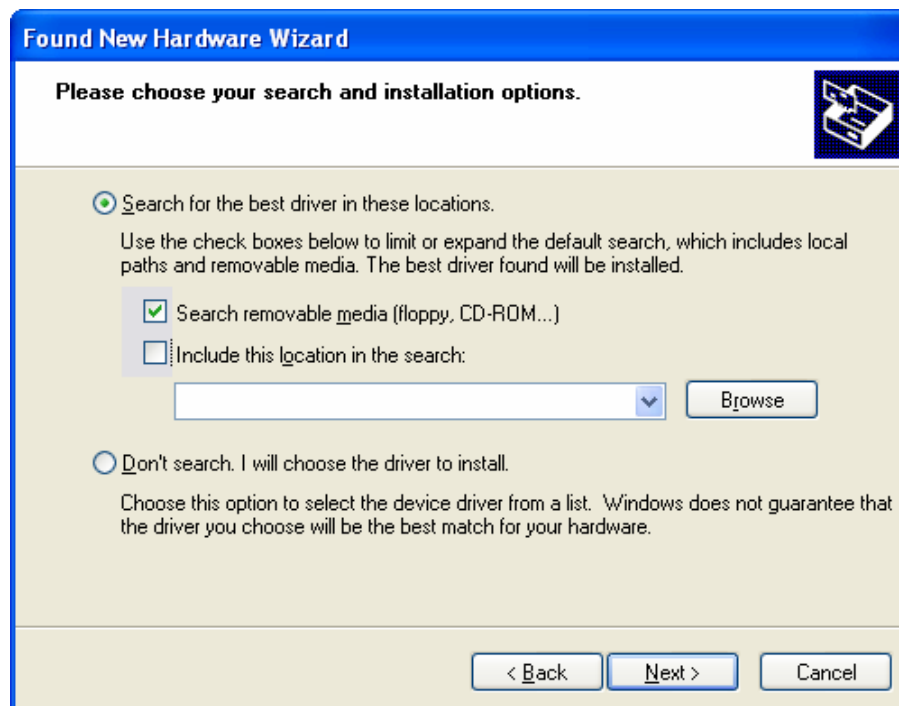 Found New Hardware Wizard
Please choose your search and installation options.
Search for the best driver in these locations.
Use the check boxes below to limit or expand the default search, which includes local
paths and removable media. The best driver found will be installed.
Search removable media (floppy, CD-ROM...)
Include this location in the search:
Browse
Don't search. I will choose the driver to install.
Choose this option to select the device driver from a list. Windows does not guarantee that
the driver you choose will be the best match for your hardware.
< Back Next > Cancel